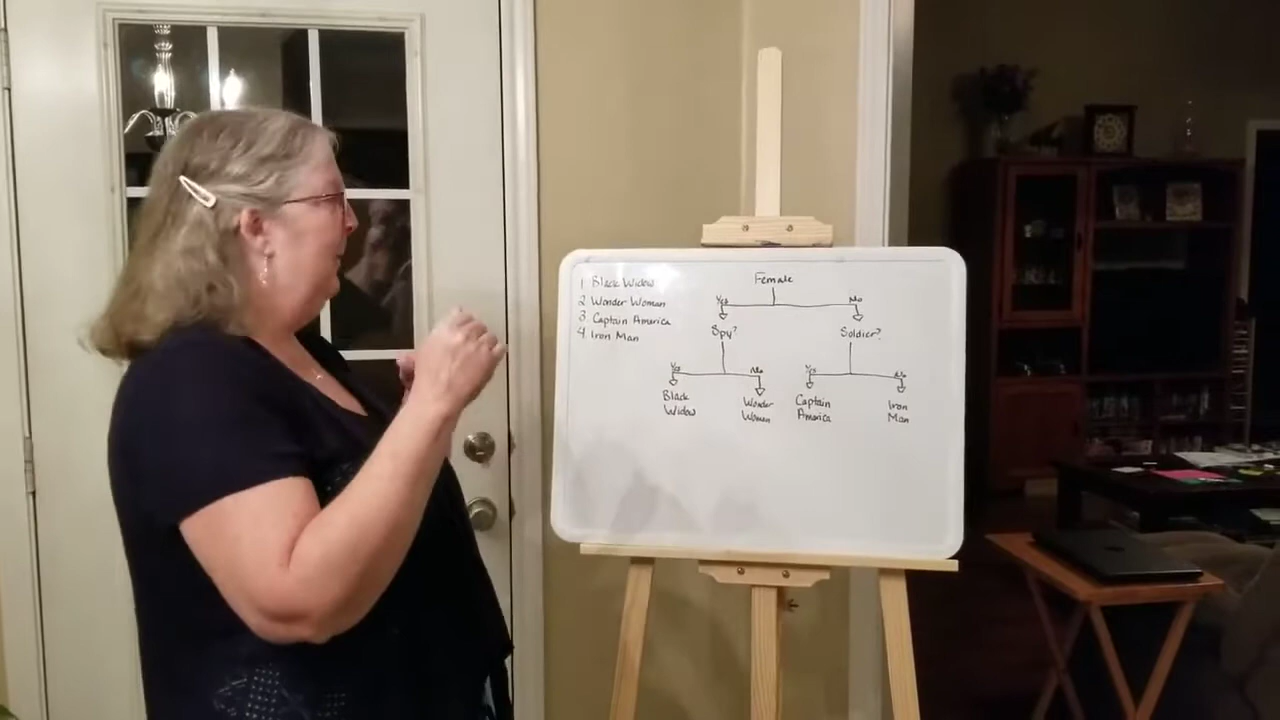 1 Black Widow
2 Wonder Woman
3 Captain America
4 Iron Man
Female
Yes No
Spy? Soldier?
Yes No Yes No
Black Widow
Wonder Woman
Captain America
Iron Man